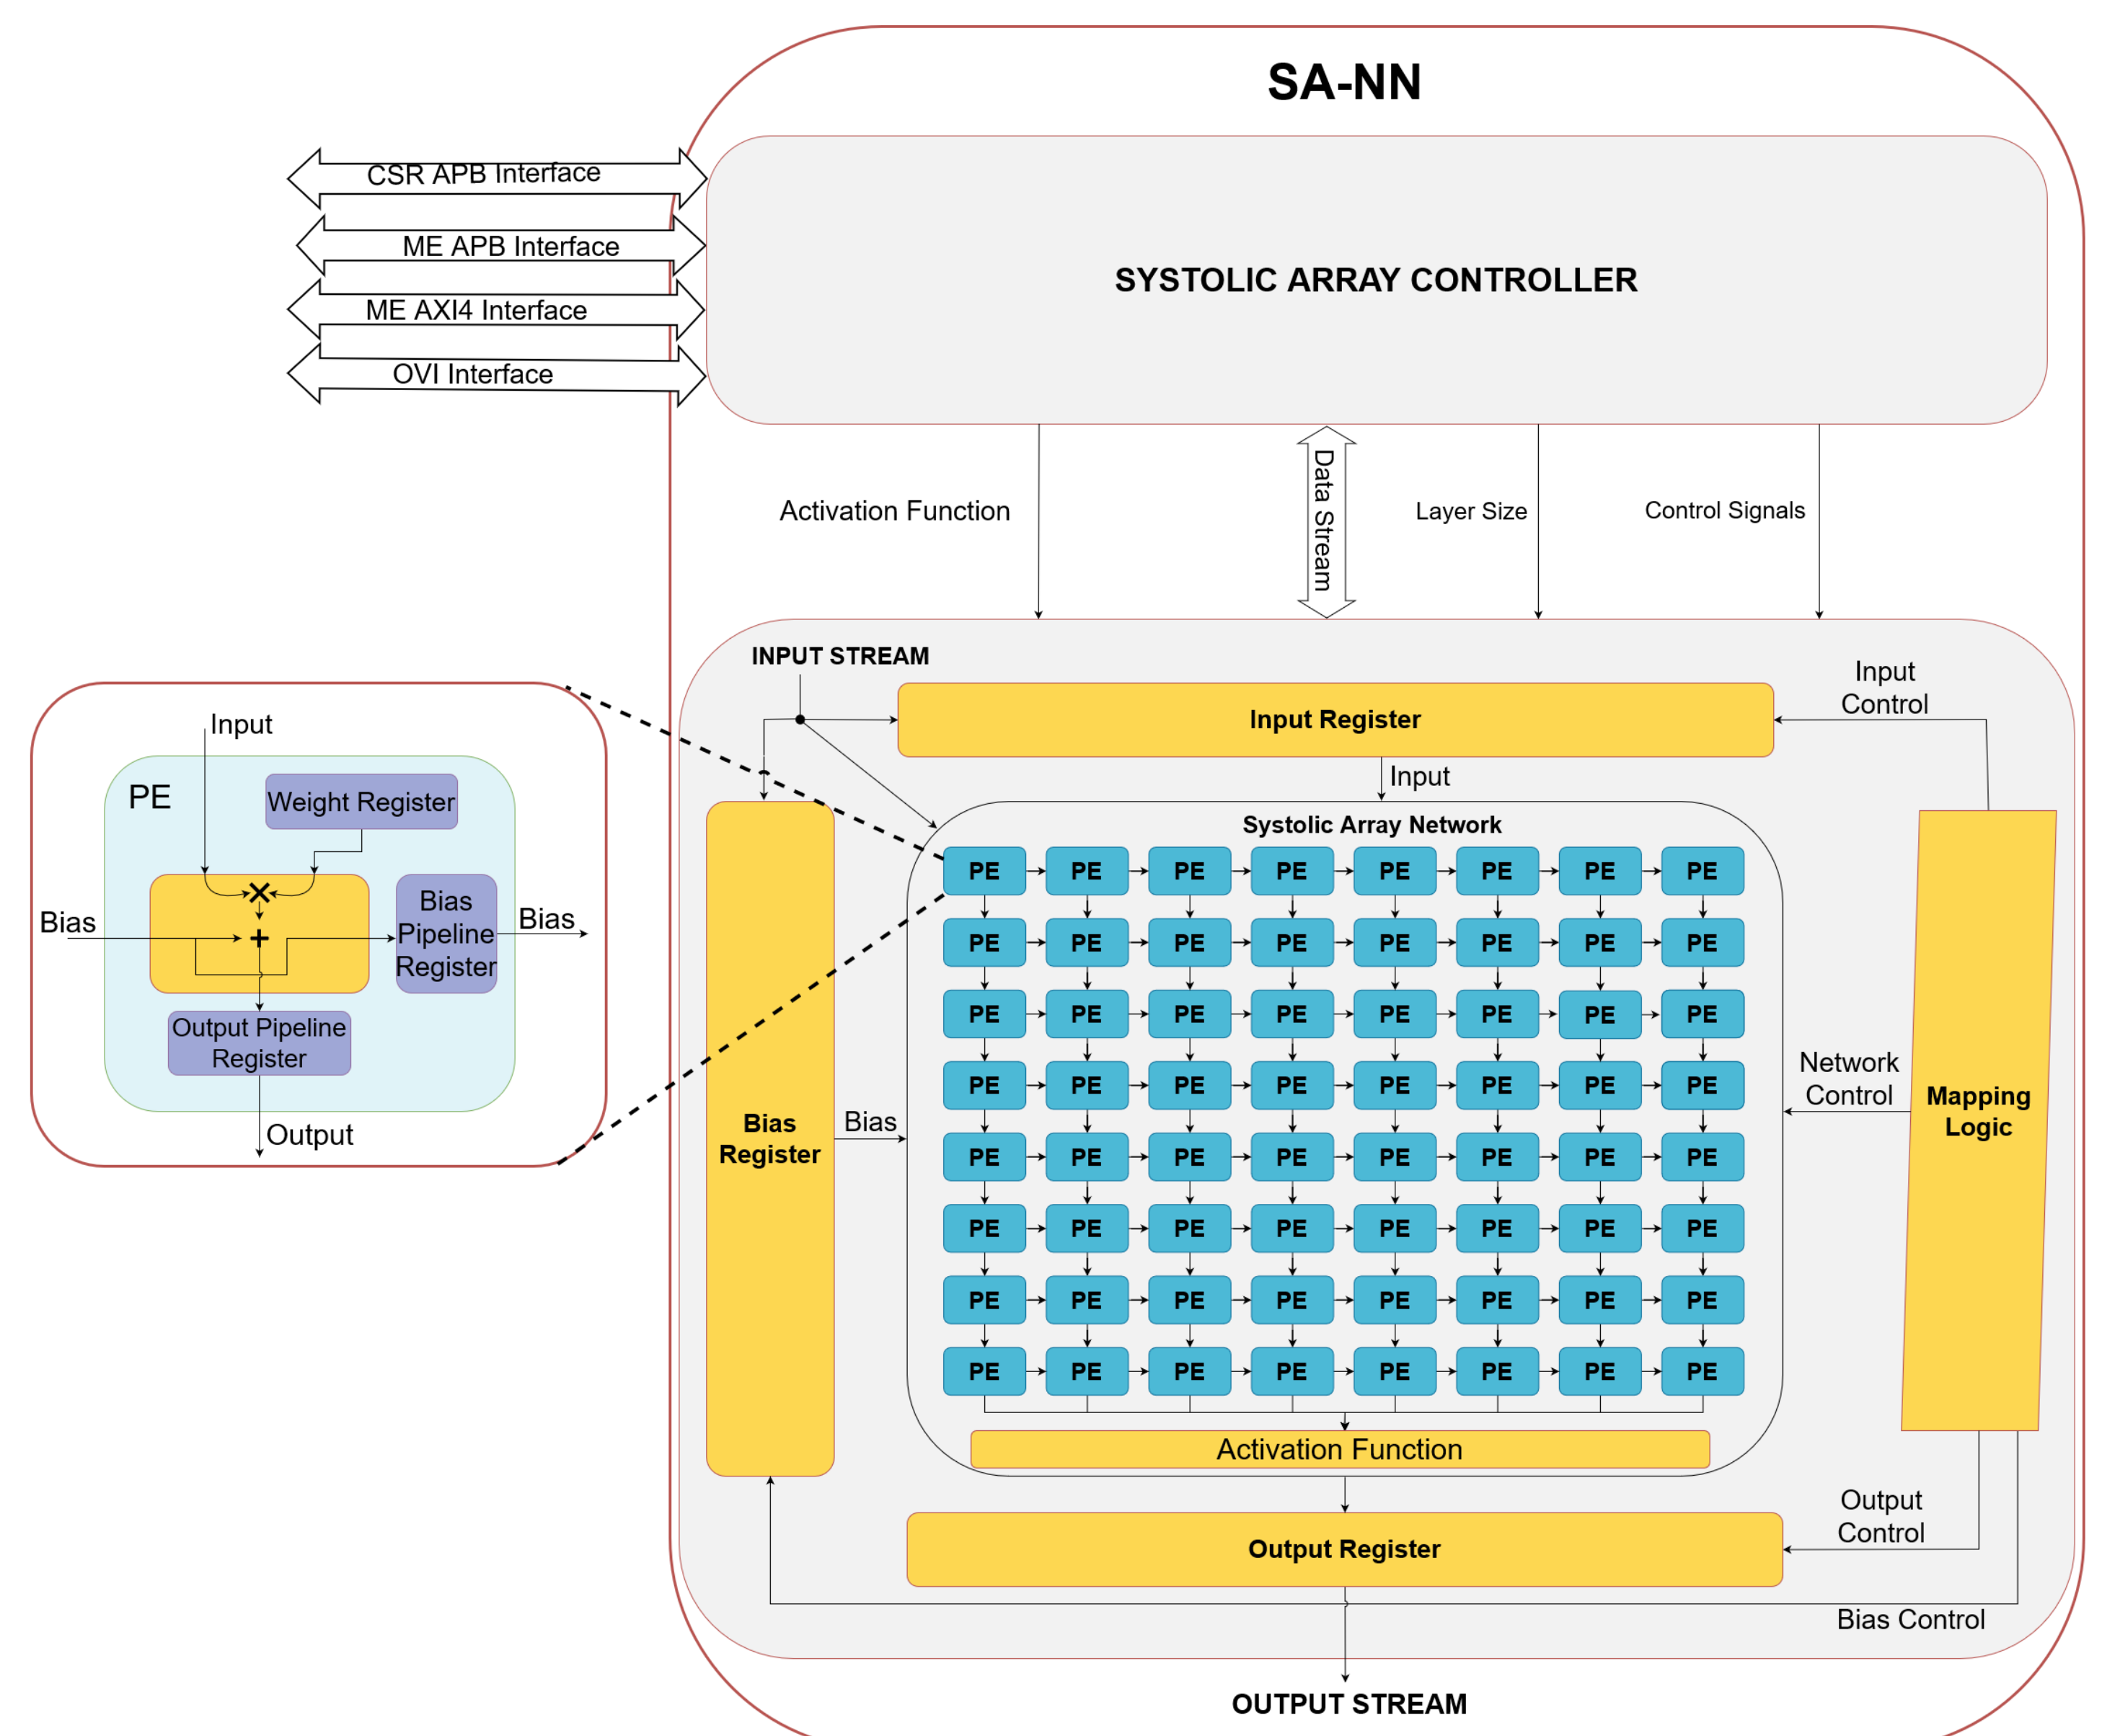 SA-NN
CSR APB Interface
ME APB Interface
ME AXI4 Interface
OVI Interface
SYSTOLIC ARRAY CONTROLLER
Activation Function
Data Stream
Layer Size
Control Signals
INPUT STREAM
Input Register
Input
Control
Input
Input
PE
Weight Register
×
+
Bias
Bias
Pipeline
Register
Bias
Output Pipeline
Register
Output
Bias
Register
Bias
Systolic Array Network
PE PE PE PE PE PE PE PE
PE PE PE PE PE PE PE PE
PE PE PE PE PE PE PE PE
PE PE PE PE PE PE PE PE
PE PE PE PE PE PE PE PE
PE PE PE PE PE PE PE PE
PE PE PE PE PE PE PE PE
PE PE PE PE PE PE PE PE
Activation Function
Network
Control
Mapping
Logic
Output
Control
Output Register
Bias Control
OUTPUT STREAM